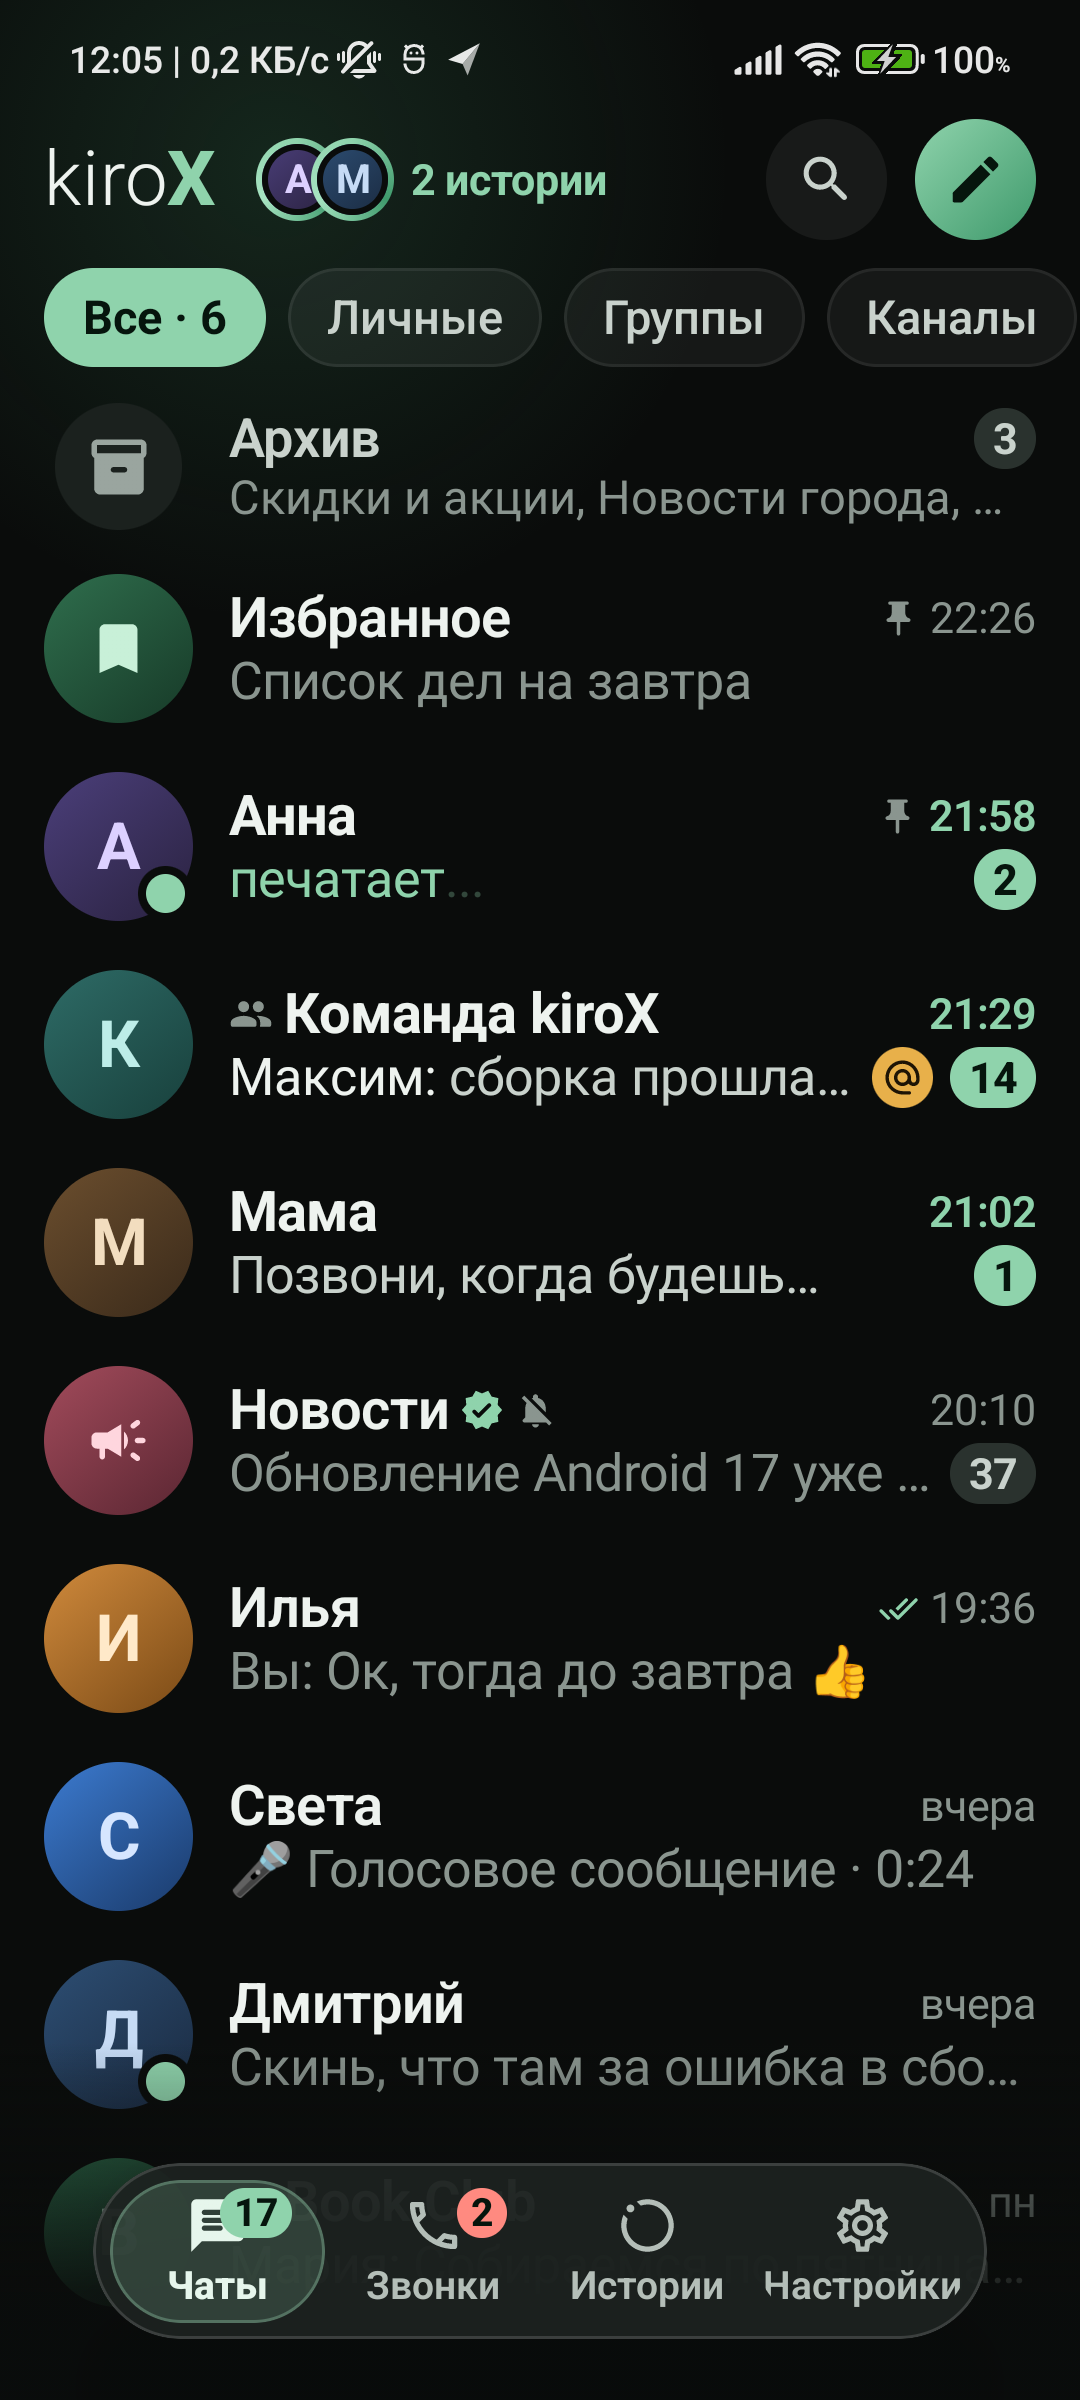 12:05 | 0,2 КБ/с
100%
kiroX
А М 2 истории
Все · 6 Личные Группы Каналы
Архив 3
Скидки и акции, Новости города, ...
Избранное 22:26
Список дел на завтра
А Анна 21:58
печатает... 2
К Команда kiroX 21:29
Максим: сборка прошла... @ 14
М Мама 21:02
Позвони, когда будешь... 1
Новости 20:10
Обновление Android 17 уже ... 37
И Илья 19:36
Вы: Ок, тогда до завтра 👍
С Света вчера
🎤 Голосовое сообщение · 0:24
Д Дмитрий вчера
Скинь, что там за ошибка в сбо...
Book Club пн
Мария: Собираемся
17 2
Чаты Звонки Истории Настройки